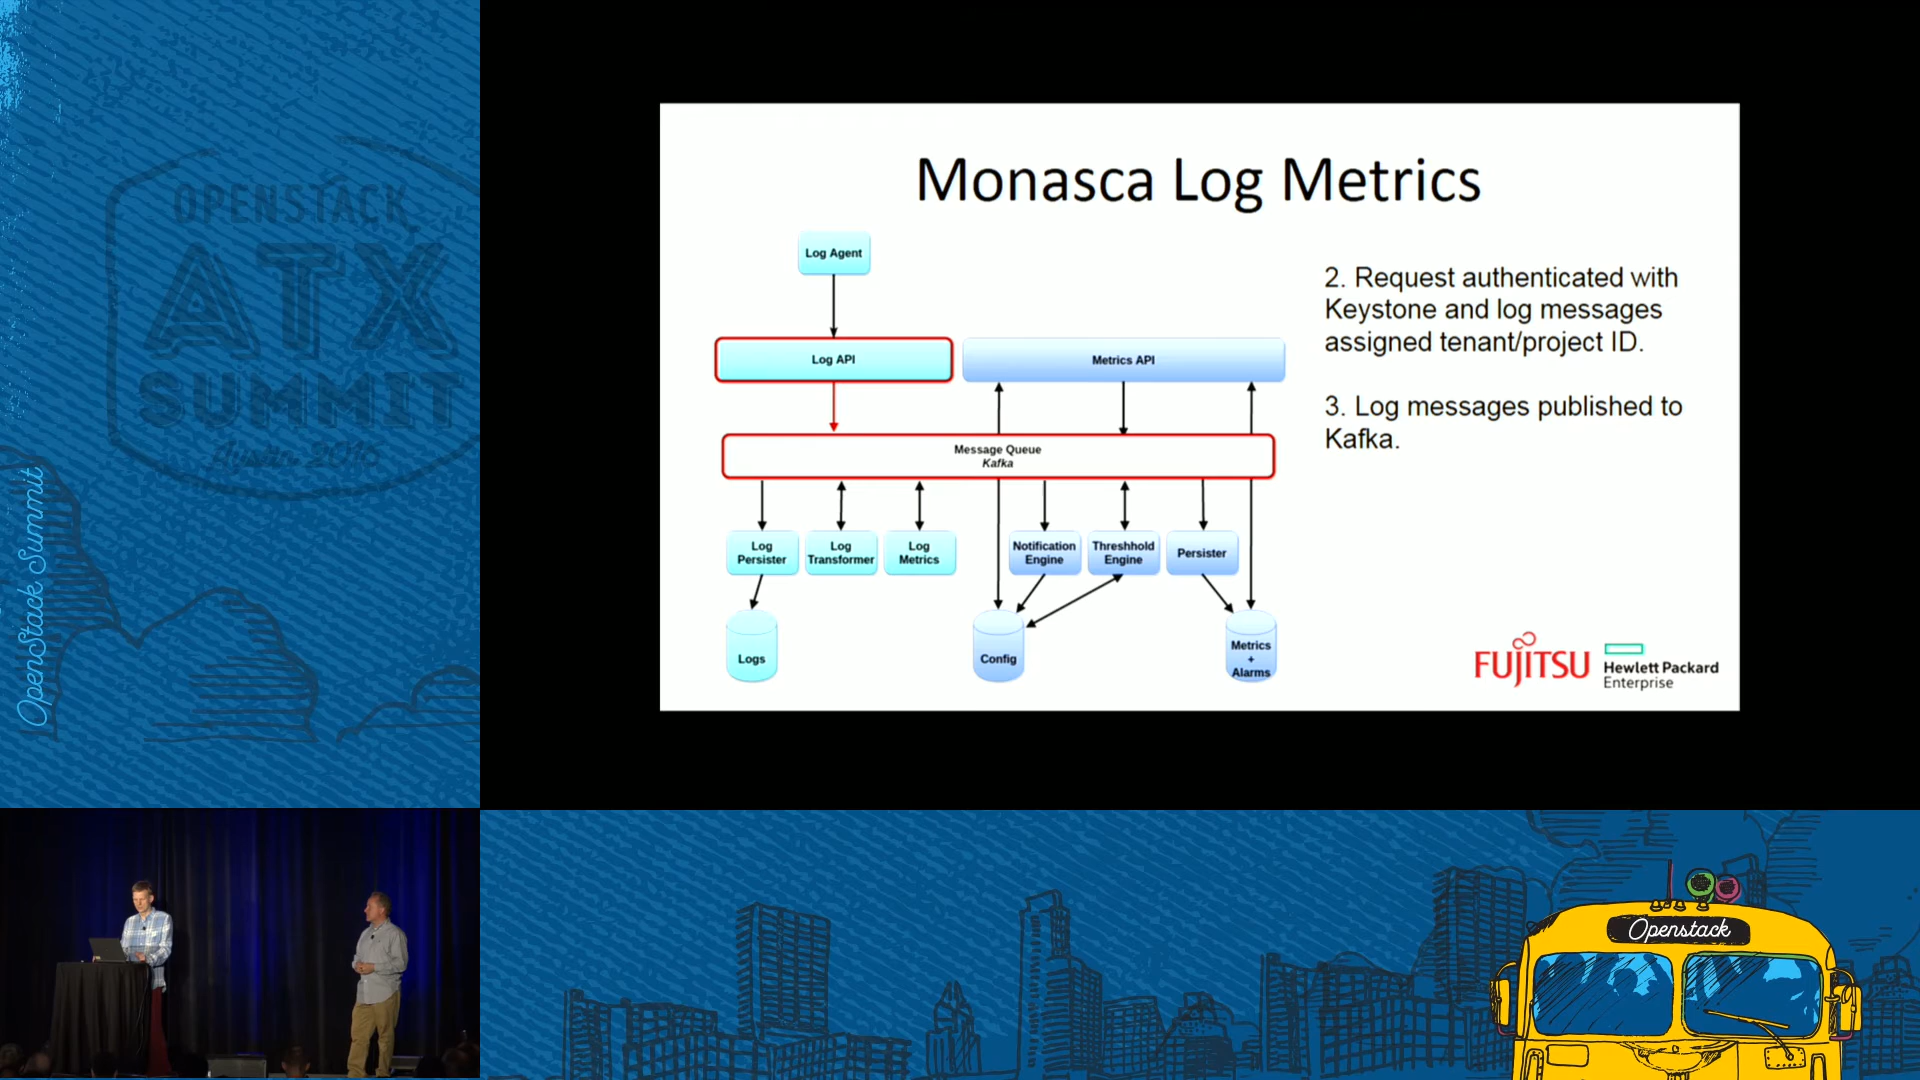 OPENSTACK
ATX
SUMMIT
April 2016
OpenStack Summit
Monasca Log Metrics
Log Agent
Log API
Metrics API
Message Queue
Kafka
Log
Persister
Log
Transformer
Log
Metrics
Notification
Engine
Threshhold
Engine
Persister
Logs
Config
Metrics
+
Alarms
2. Request authenticated with
Keystone and log messages
assigned tenant/project ID.
3. Log messages published to
Kafka.
FUJITSU
Hewlett Packard
Enterprise
Openstack